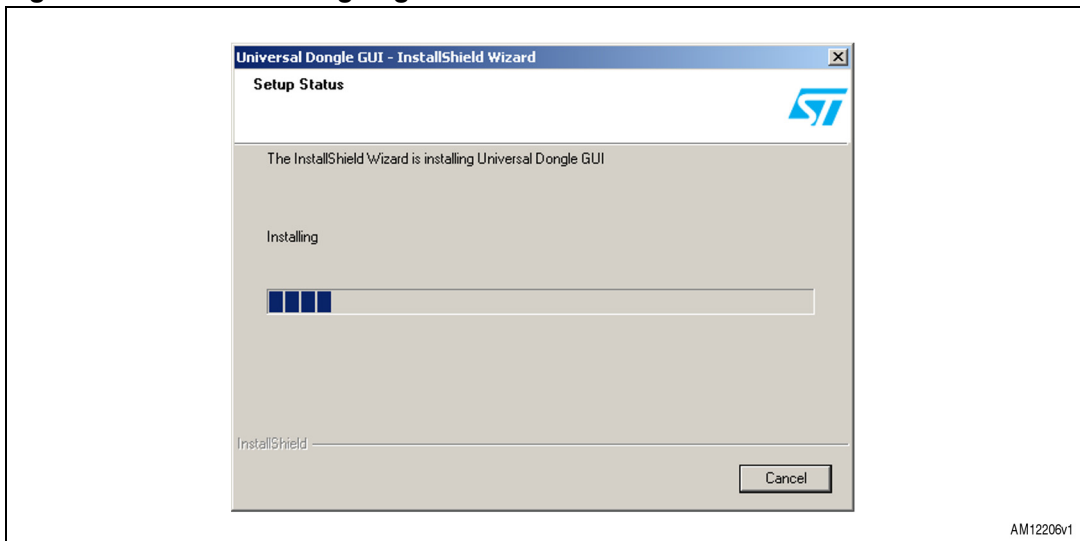 Universal Dongle GUI - InstallShield Wizard
Setup Status
ST
The InstallShield Wizard is installing Universal Dongle GUI
Installing
InstallShield
Cancel
AM12206v1